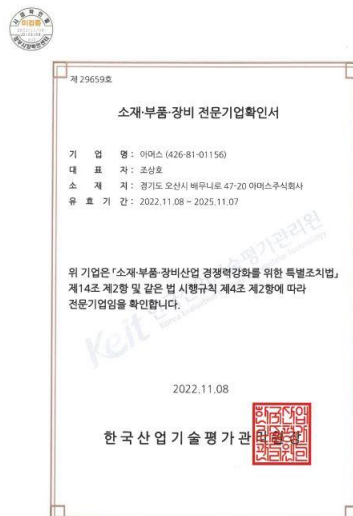 이검증
제 29659호
소재·부품·장비 전문기업확인서
기 업 명 : 아머스 (426-81-01156)
대 표 자 : 조상호
소 재 지 : 경기도 오산시 배무니로 47-20 아머스주식회사
유 효 기 간 : 2022.11.08 ~ 2025.11.07
위 기업은 「소재·부품·장비산업 경쟁력강화를 위한 특별조치법」
제14조 제2항 및 같은 법 시행규칙 제4조 제2항에 따라
전문기업임을 확인합니다.
Keit
2022.11.08
한국산업기술평가관리원장